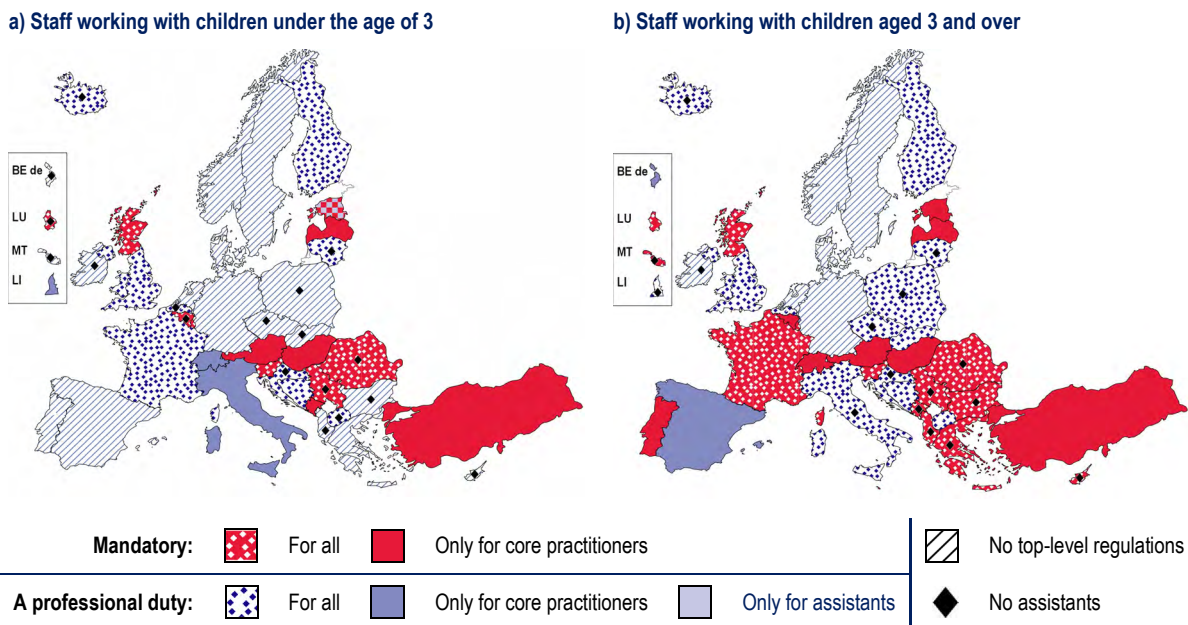 a) Staff working with children under the age of 3
b) Staff working with children aged 3 and over
BE de
LU
MT
LI
BE de
LU
MT
LI
Mandatory: For all Only for core practitioners No top-level regulations
A professional duty: For all Only for core practitioners Only for assistants No assistants